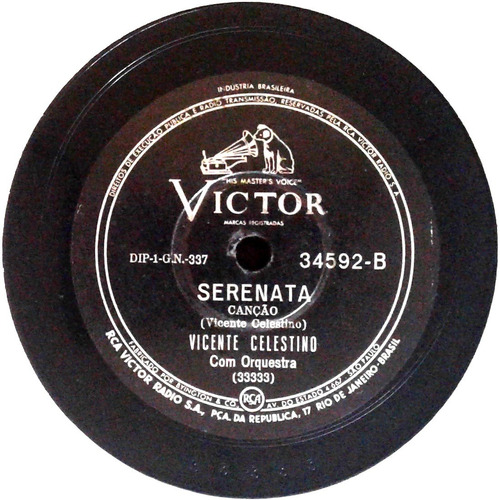 INDUSTRIA BRASILEIRA
DIREITOS DE EXECUÇÃO PUBLICA E RADIO TRANSMISSÃO, RESERVADAS PELA RCA VICTOR RADIO S.A.
"HIS MASTER'S VOICE"
VICTOR
MARCAS REGISTRADAS
DIP-1-G.N.-337
34592-B
SERENATA
CANÇÃO
(Vicente Celestino)
VICENTE CELESTINO
Com Orquestra
(33333)
FABRICADO POR BYINGTON & CO. AV. DO ESTADO 4.667 SÃO PAULO
RCA
RCA VICTOR RADIO S.A., PÇA. DA REPUBLICA, 17 RIO DE JANEIRO-BRASIL